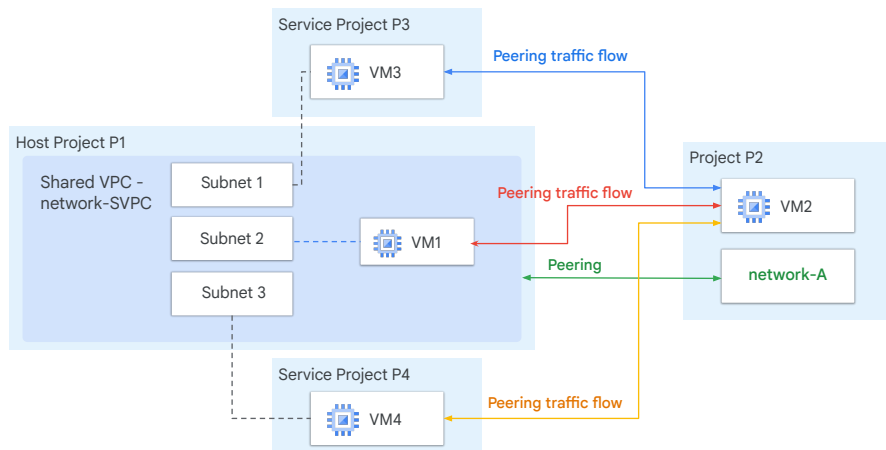 Service Project P3
VM3
Peering traffic flow
Host Project P1
Shared VPC -
network-SVPC
Subnet 1
Subnet 2
Subnet 3
VM1
Peering traffic flow
Peering
Project P2
VM2
network-A
Service Project P4
VM4
Peering traffic flow